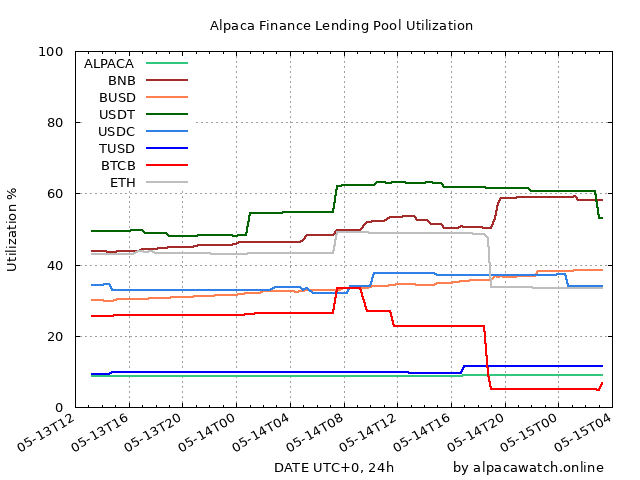 Alpaca Finance Lending Pool Utilization
Utilization %
100
80
60
40
20
0
ALPACA
BNB
BUSD
USDT
USDC
TUSD
BTCB
ETH
05-13T12
05-13T16
05-13T20
05-14T00
05-14T04
05-14T08
05-14T12
05-14T16
05-14T20
05-15T00
05-15T04
DATE UTC+0, 24h
by alpacawatch.online